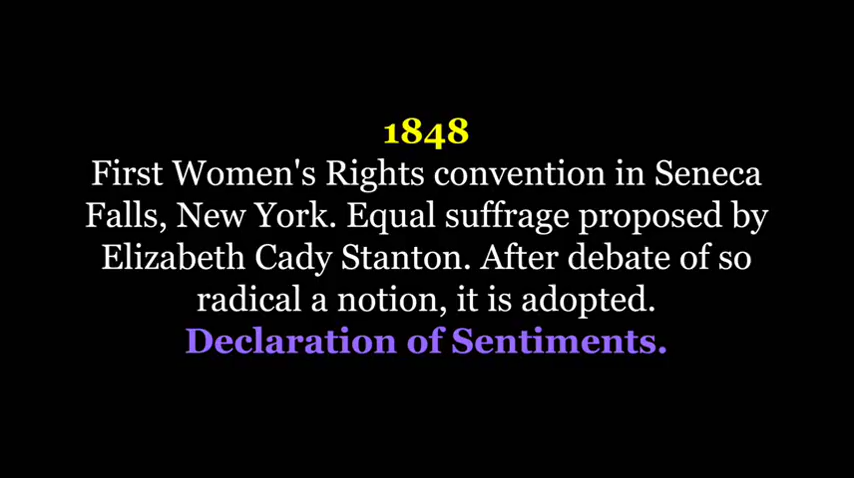 1848
First Women's Rights convention in Seneca
Falls, New York. Equal suffrage proposed by
Elizabeth Cady Stanton. After debate of so
radical a notion, it is adopted.
Declaration of Sentiments.